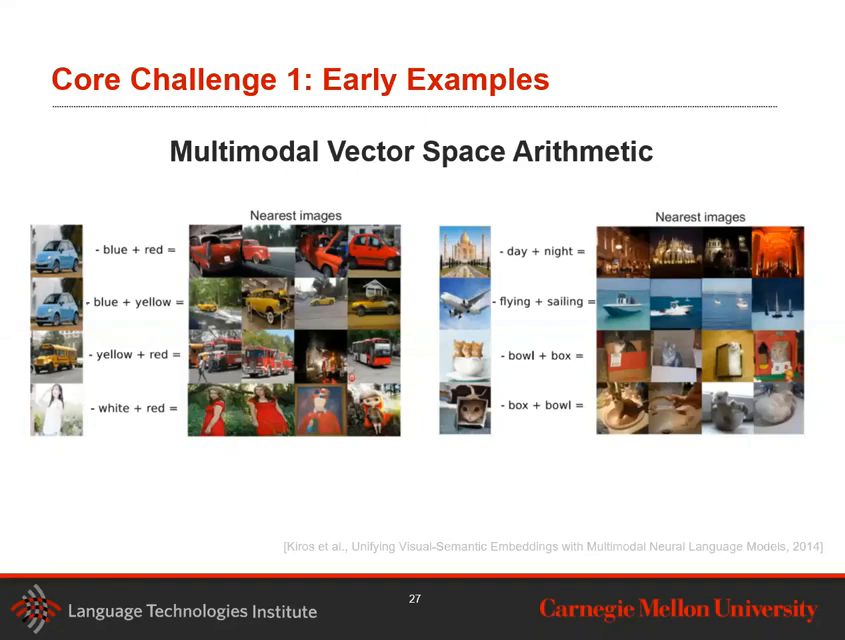 Core Challenge 1: Early Examples
Multimodal Vector Space Arithmetic
Nearest images
- blue + red =
- blue + yellow =
- yellow + red =
- white + red =
Nearest images
- day + night =
- flying + sailing =
- bowl + box =
- box + bowl =
[Kiros et al., Unifying Visual-Semantic Embeddings with Multimodal Neural Language Models, 2014]
Language Technologies Institute
27
Carnegie Mellon University